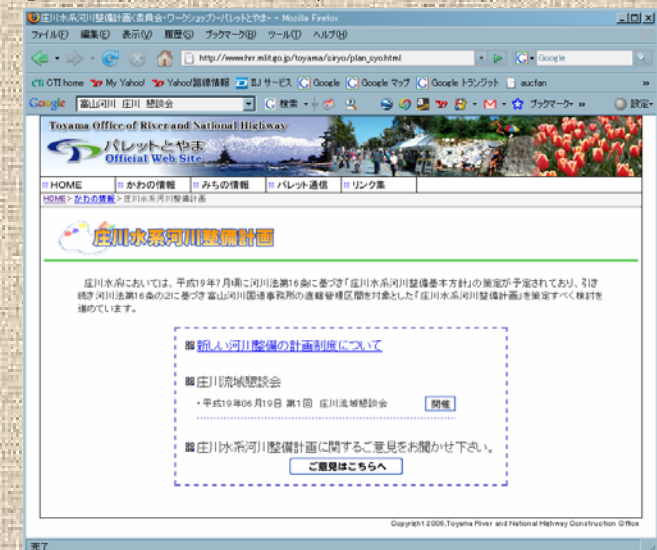 庄川水系河川整備計画(委員会・ワークショップ)-パレットとやま- - Mozilla Firefox
ファイル(F) 編集(E) 表示(V) 履歴(S) ブックマーク(B) ツール(T) ヘルプ(H)
http://www.hrr.mlit.go.jp/toyama/siryo/plan_syo.html Google
CTI home My Yahoo! Yahoo!路線情報 IIJ サービス Google Google マップ Google トランジット aucfan
Google 富山河川 庄川 懇談会 検索 ブックマーク 設定
Toyama Office of River and National Highway
パレットとやま
Official Web Site
HOME かわの情報 みちの情報 パレット通信 リンク集
HOME > かわの情報 > 庄川水系河川整備計画
庄川水系河川整備計画
庄川水系においては、平成19年7月頃に河川法第16条に基づき「庄川水系河川整備基本方針」の策定が予定されており、引き
続き河川法第16条の2に基づき富山河川国道事務所の直轄管理区間を対象とした「庄川水系河川整備計画」を策定すべく検討を
進めています。
新しい河川整備の計画制度について
庄川流域懇談会
・平成19年06月19日 第1回 庄川流域懇談会 開催
庄川水系河川整備計画に関するご意見をお聞かせ下さい。
ご意見はこちらへ
Copyright 2006,Toyama River and National Highway Construction Office
完了